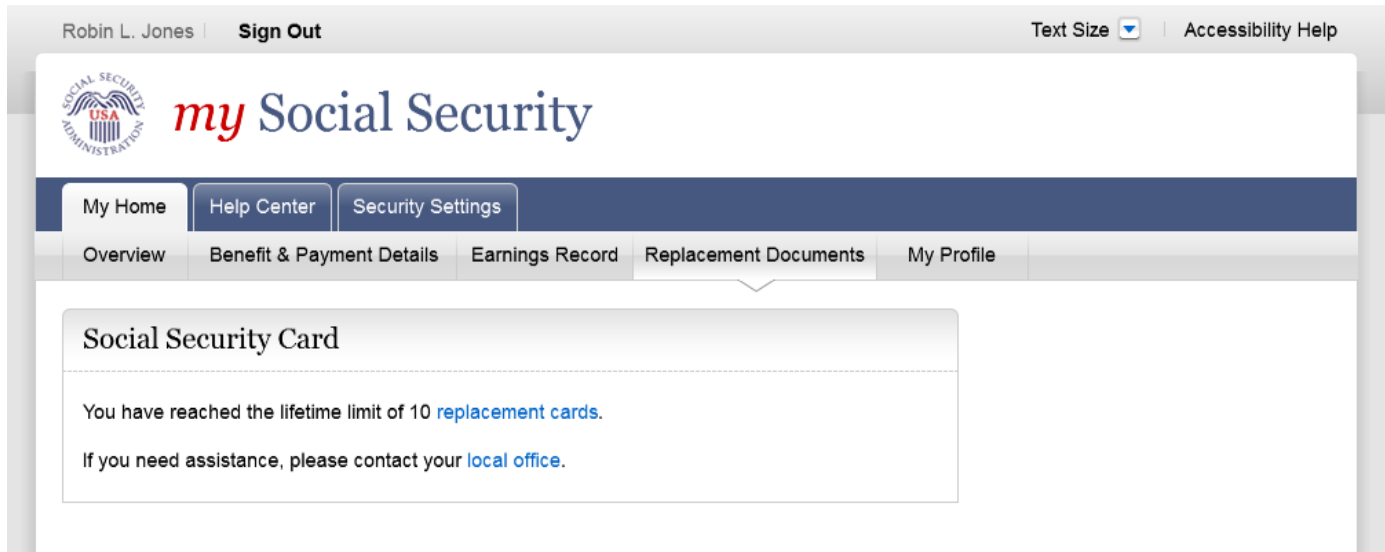 Robin L. Jones Sign Out Text Size Accessibility Help
SOCIAL SECURITY ADMINISTRATION
USA
my Social Security
My Home Help Center Security Settings
Overview Benefit & Payment Details Earnings Record Replacement Documents My Profile
Social Security Card
You have reached the lifetime limit of 10 replacement cards.
If you need assistance, please contact your local office.